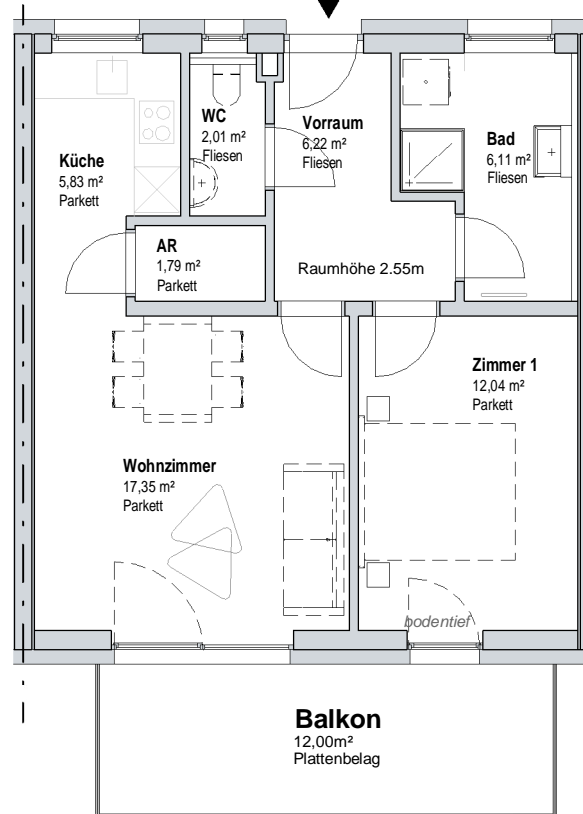 WC
2,01 m²
Fliesen
Vorraum
6,22 m²
Fliesen
Bad
6,11 m²
Fliesen
Küche
5,83 m²
Parkett
AR
1,79 m²
Parkett
Raumhöhe 2.55m
Zimmer 1
12,04 m²
Parkett
Wohnzimmer
17,35 m²
Parkett
bodentief
Balkon
12,00m²
Plattenbelag